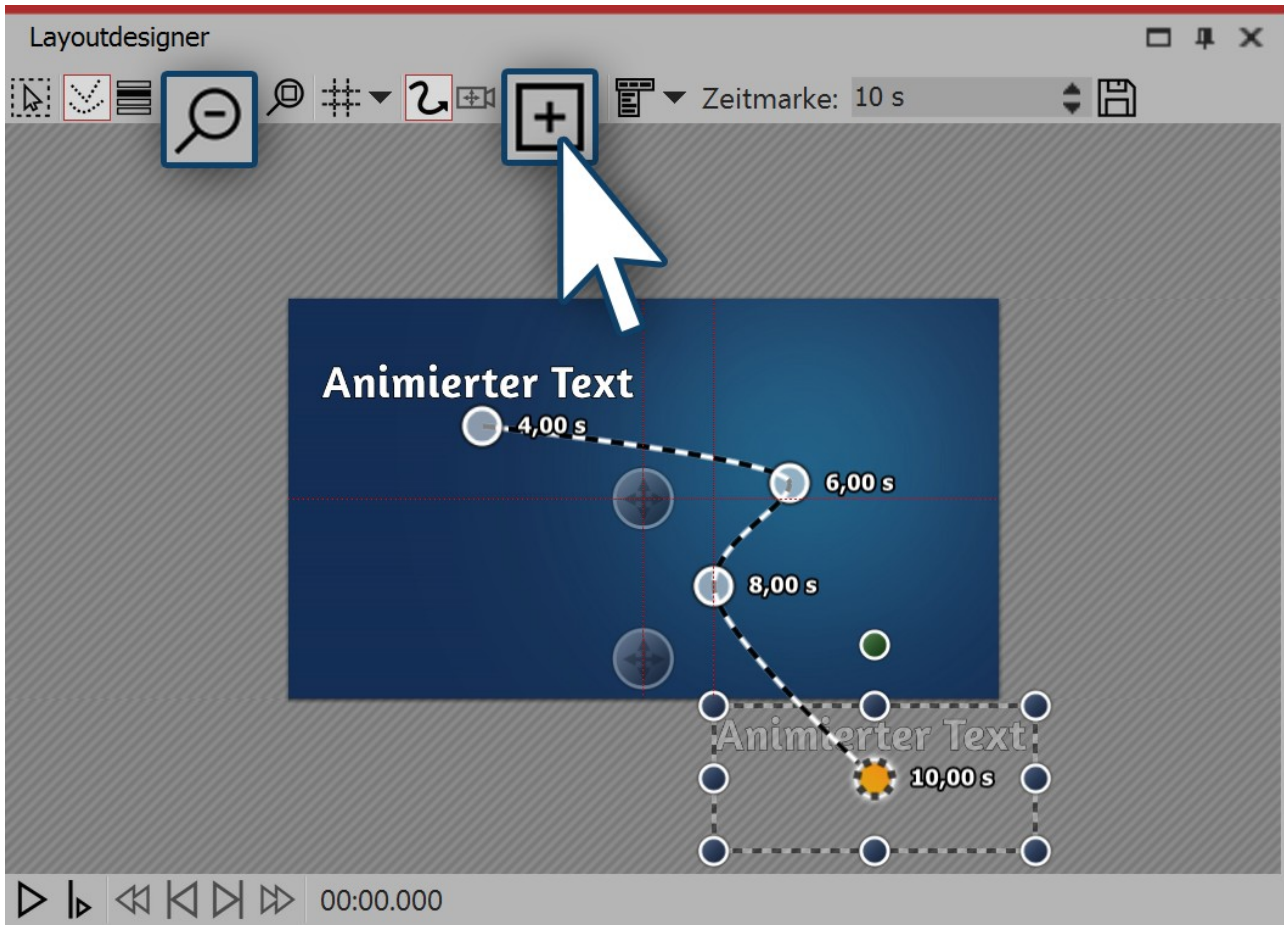 Layoutdesigner
Zeitmarke: 10 s
Animierter Text
4,00 s
6,00 s
8,00 s
Animierter Text
10,00 s
00:00.000